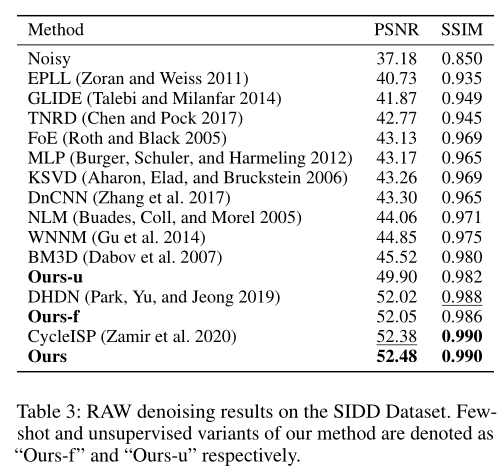 Method PSNR SSIM
Noisy 37.18 0.850
EPLL (Zoran and Weiss 2011) 40.73 0.935
GLIDE (Talebi and Milanfar 2014) 41.87 0.949
TNRD (Chen and Pock 2017) 42.77 0.945
FoE (Roth and Black 2005) 43.13 0.969
MLP (Burger, Schuler, and Harmeling 2012) 43.17 0.965
KSVD (Aharon, Elad, and Bruckstein 2006) 43.26 0.969
DnCNN (Zhang et al. 2017) 43.30 0.965
NLM (Buades, Coll, and Morel 2005) 44.06 0.971
WNNM (Gu et al. 2014) 44.85 0.975
BM3D (Dabov et al. 2007) 45.52 0.980
Ours-u 49.90 0.982
DHDN (Park, Yu, and Jeong 2019) 52.02 0.988
Ours-f 52.05 0.986
CycleISP (Zamir et al. 2020) 52.38 0.990
Ours 52.48 0.990
Table 3: RAW denoising results on the SIDD Dataset. Few-
shot and unsupervised variants of our method are denoted as
“Ours-f” and “Ours-u” respectively.